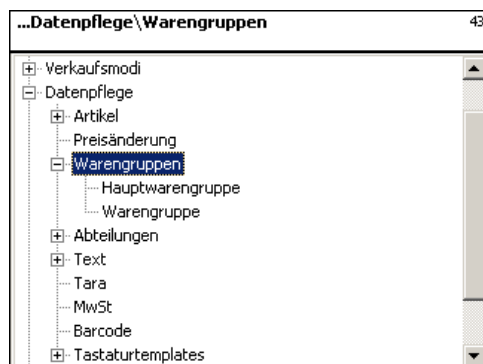 ...Datenpflege\Warengruppen 43
Verkaufsmodi
Datenpflege
Artikel
Preisänderung
Warengruppen
Hauptwarengruppe
Warengruppe
Abteilungen
Text
Tara
MwSt
Barcode
Tastaturtemplates